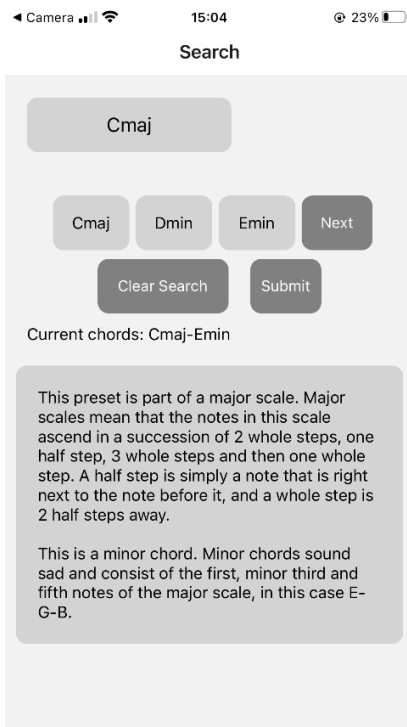 Camera 15:04 23%
Search
Cmaj
Cmaj Dmin Emin Next
Clear Search Submit
Current chords: Cmaj-Emin
This preset is part of a major scale. Major
scales mean that the notes in this scale
ascend in a succession of 2 whole steps, one
half step, 3 whole steps and then one whole
step. A half step is simply a note that is right
next to the note before it, and a whole step is
2 half steps away.
This is a minor chord. Minor chords sound
sad and consist of the first, minor third and
fifth notes of the major scale, in this case E-
G-B.